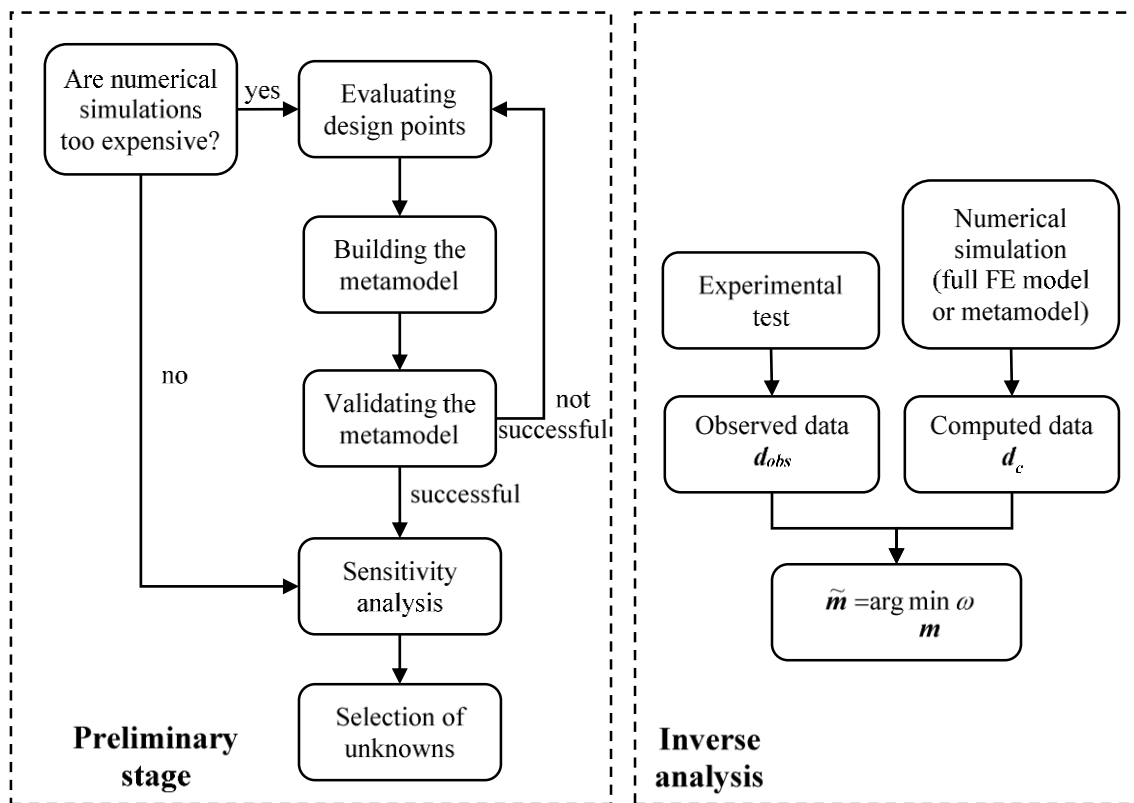 Are numerical
simulations
too expensive?
yes
Evaluating
design points
Building the
metamodel
no
Validating the
metamodel
not
successful
successful
Sensitivity
analysis
Selection of
unknowns
Preliminary
stage
Experimental
test
Numerical
simulation
(full FE model
or metamodel)
Observed data
d_obs
Computed data
d_c
m̃ =arg min ω
m
Inverse
analysis